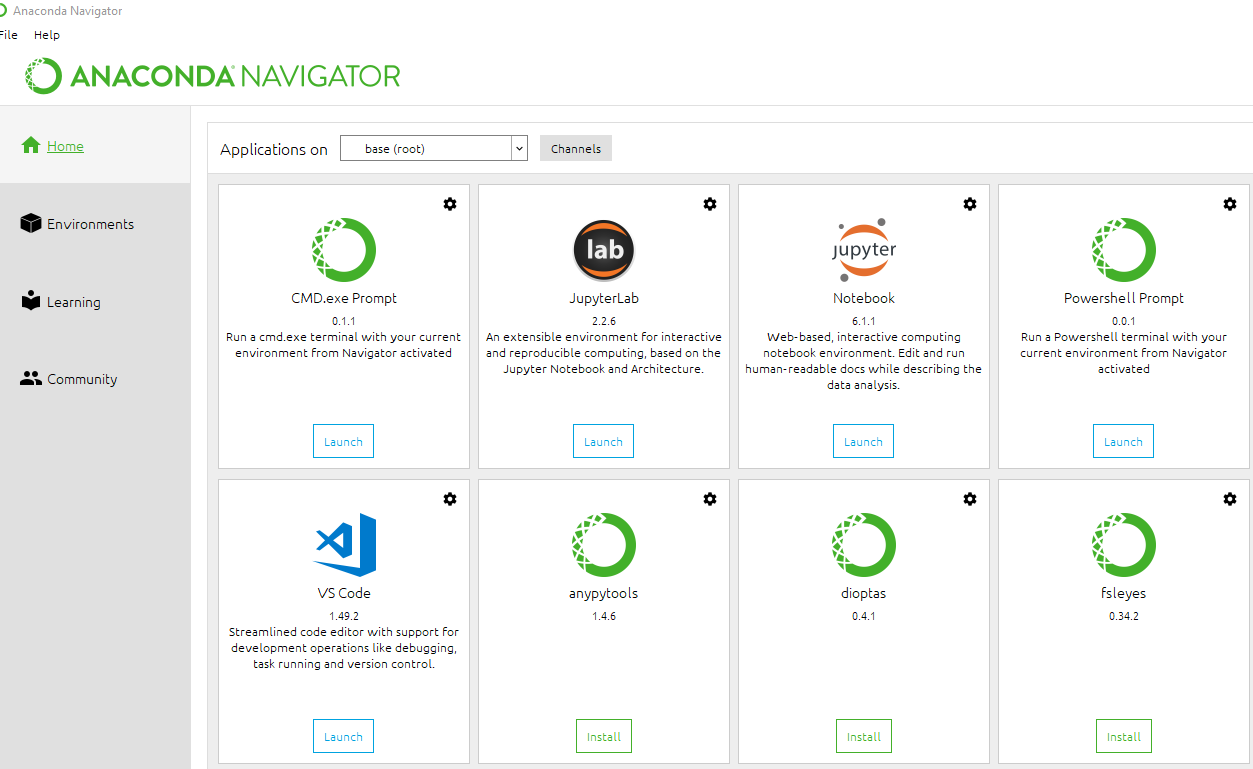 Anaconda Navigator
File Help
ANACONDA NAVIGATOR
Home
Environments
Learning
Community
Applications on base (root) Channels
CMD.exe Prompt
0.1.1
Run a cmd.exe terminal with your current
environment from Navigator activated
Launch
lab
JupyterLab
2.2.6
An extensible environment for interactive
and reproducible computing, based on the
Jupyter Notebook and Architecture.
Launch
jupyter
Notebook
6.1.1
Web-based, interactive computing
notebook environment. Edit and run
human-readable docs while describing the
data analysis.
Launch
Powershell Prompt
0.0.1
Run a Powershell terminal with your
current environment from Navigator
activated
Launch
VS Code
1.49.2
Streamlined code editor with support for
development operations like debugging,
task running and version control.
Launch
anypytools
1.4.6
Install
dioptas
0.4.1
Install
fsleyes
0.34.2
Install